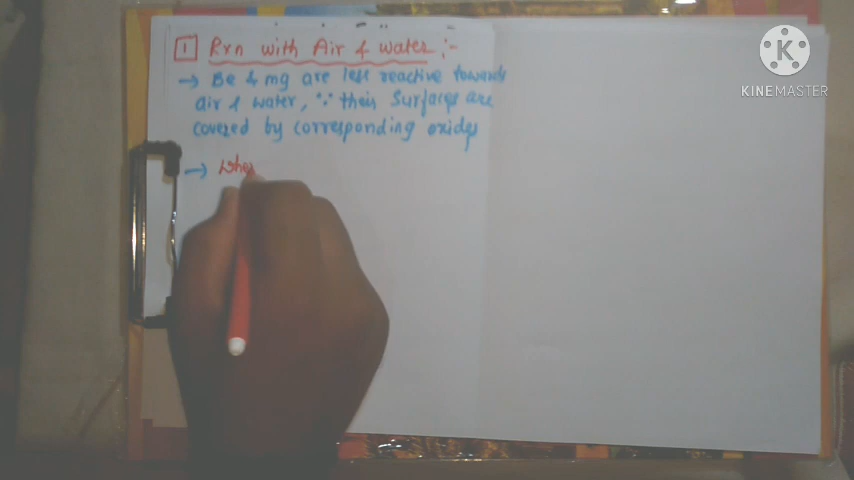 1 Rxn with Air & water :-
→ Be & mg are less reactive towards
air & water, ∵ their surfaces are
covered by corresponding oxides
→ When
KINEMASTER